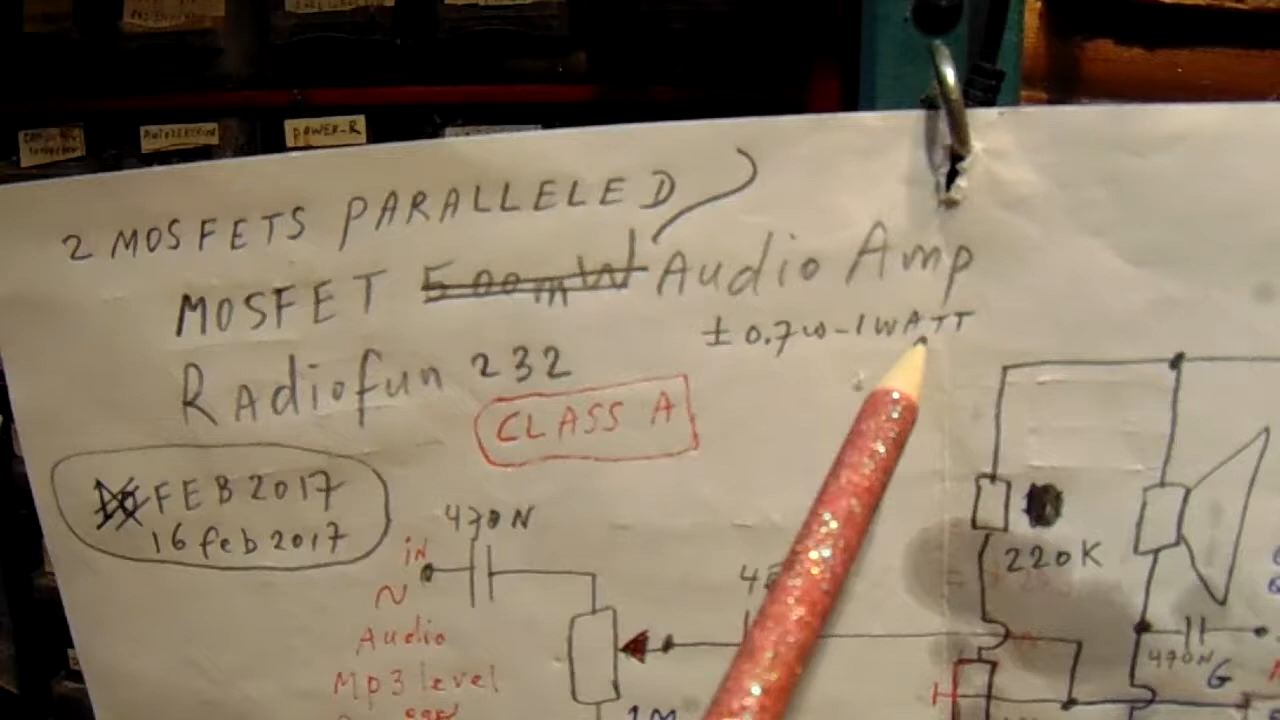 POWER-R
2 MOSFETS PARALLELED
MOSFET 500mW Audio Amp
± 0.7W-1WATT
RAdiofun 232
CLASS A
FEB 2017
16 feb 2017
470N
in
~
Audio
Mp3 level
220K
470N
G